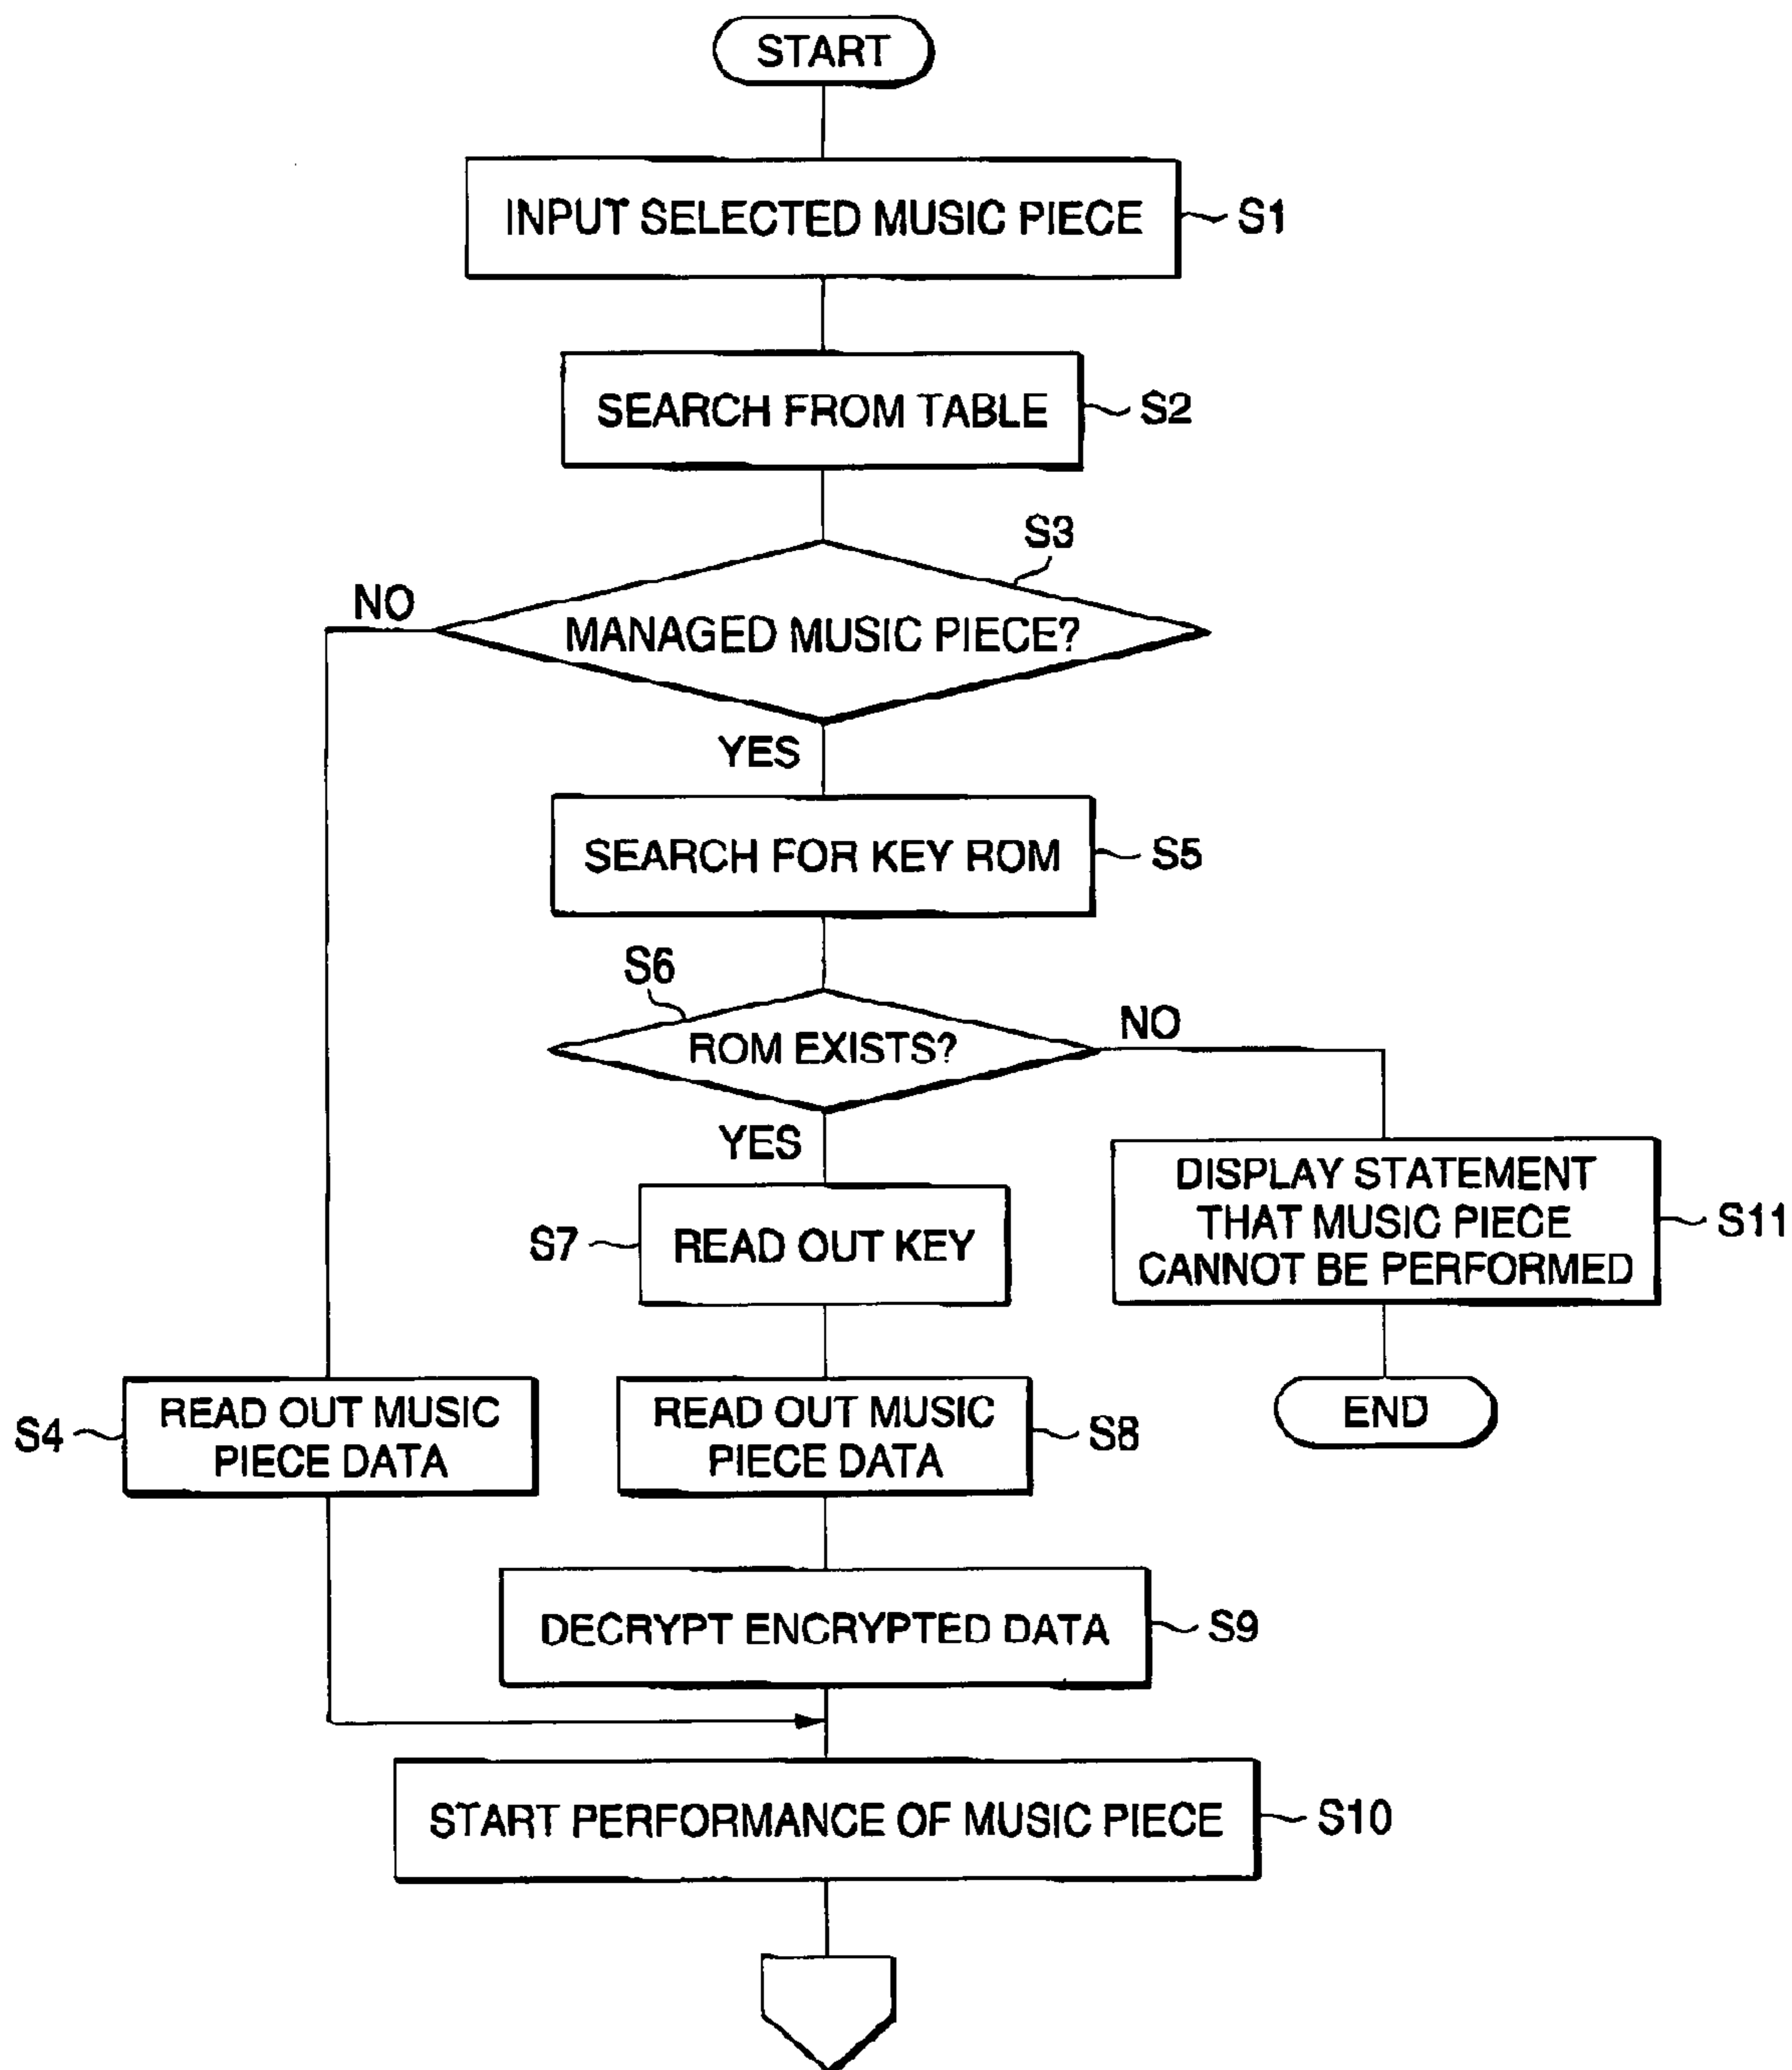 START
INPUT SELECTED MUSIC PIECE
S1
SEARCH FROM TABLE
S2
S3
NO
MANAGED MUSIC PIECE?
YES
SEARCH FOR KEY ROM
S5
S6
NO
ROM EXISTS?
YES
DISPLAY STATEMENT
THAT MUSIC PIECE
CANNOT BE PERFORMED
S11
S7
READ OUT KEY
END
S4
READ OUT MUSIC
PIECE DATA
READ OUT MUSIC
PIECE DATA
S8
DECRYPT ENCRYPTED DATA
S9
START PERFORMANCE OF MUSIC PIECE
S10